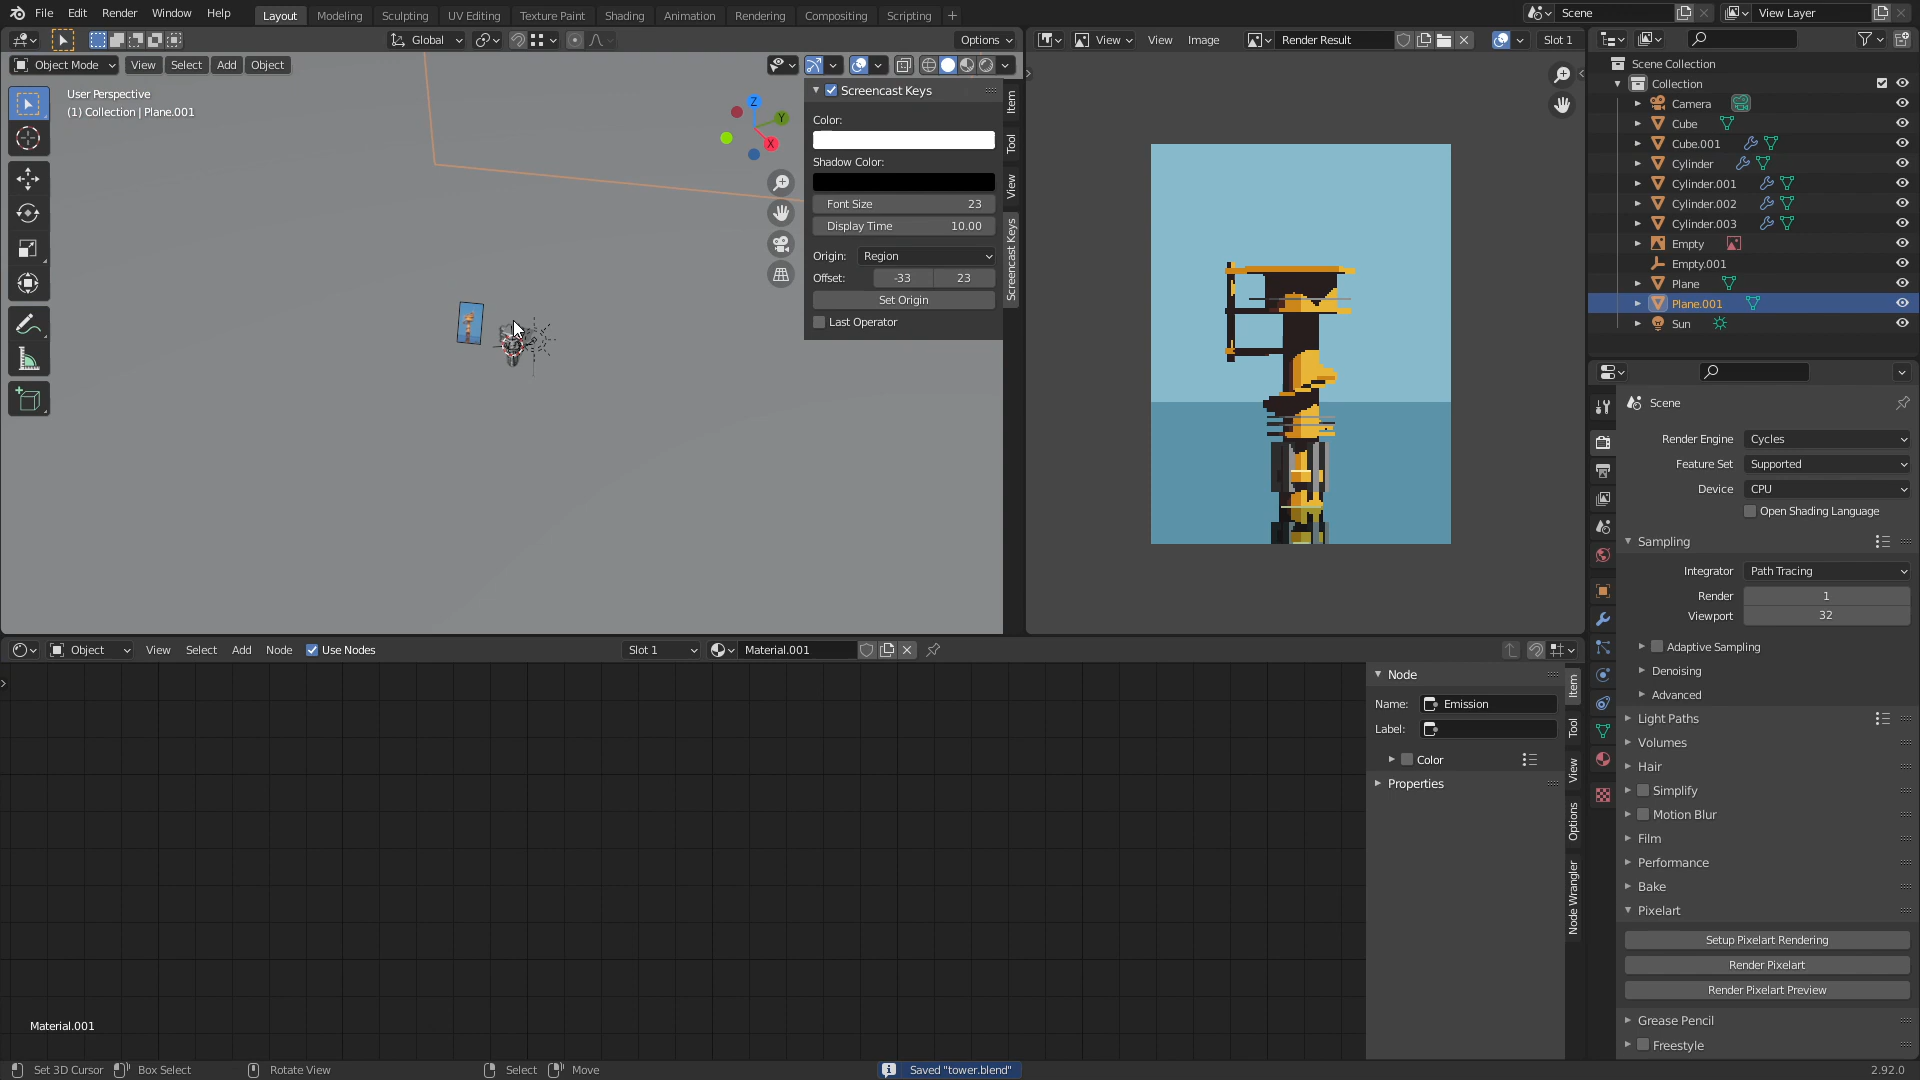 File Edit Render Window Help Layout Modeling Sculpting UV Editing Texture Paint Shading Animation Rendering Compositing Scripting + Scene View Layer
Global Options View View Image Render Result Slot 1
Object Mode View Select Add Object
User Perspective
(1) Collection | Plane.001
Z
Y
X
Screencast Keys
Color:
Shadow Color:
Font Size 23
Display Time 10.00
Origin: Region
Offset: -33 23
Set Origin
Last Operator
Item
Tool
View
Screencast Keys
Scene Collection
Collection
Camera
Cube
Cube.001
Cylinder
Cylinder.001
Cylinder.002
Cylinder.003
Empty
Empty.001
Plane
Plane.001
Sun
Scene
Render Engine Cycles
Feature Set Supported
Device CPU
Open Shading Language
Sampling
Integrator Path Tracing
Render 1
Viewport 32
Adaptive Sampling
Denoising
Advanced
Light Paths
Volumes
Hair
Simplify
Motion Blur
Film
Performance
Bake
Pixelart
Setup Pixelart Rendering
Render Pixelart
Render Pixelart Preview
Grease Pencil
Freestyle
Object View Select Add Node Use Nodes Slot 1 Material.001
Node
Name: Emission
Label:
Color
Properties
Item
Tool
View
Options
Node Wrangler
Material.001
Set 3D Cursor Box Select Rotate View Select Move Saved "tower.blend" 2.92.0